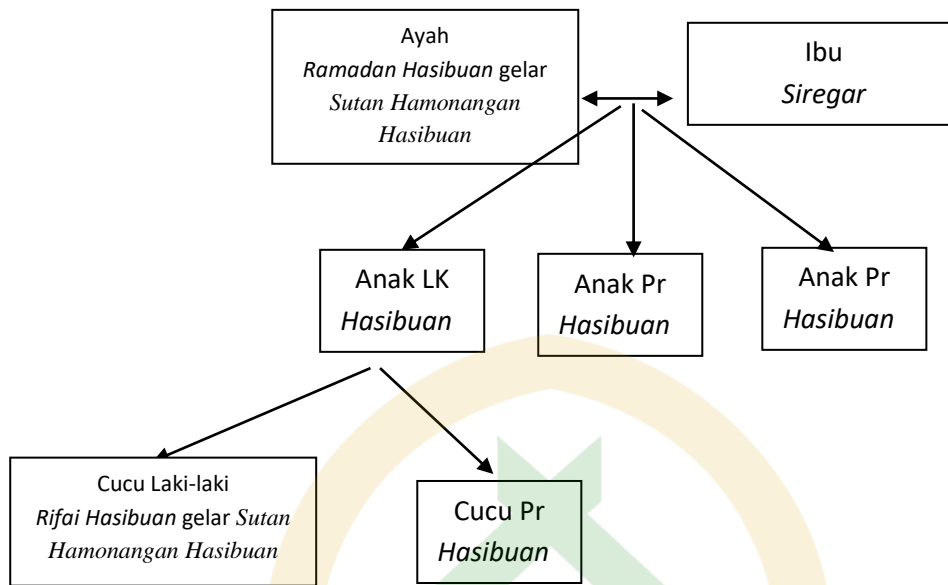 Ayah
Ramadan Hasibuan gelar
Sutan Hamonangan
Hasibuan
Ibu
Siregar
Anak LK
Hasibuan
Anak Pr
Hasibuan
Anak Pr
Hasibuan
Cucu Laki-laki
Rifai Hasibuan gelar Sutan
Hamonangan Hasibuan
Cucu Pr
Hasibuan